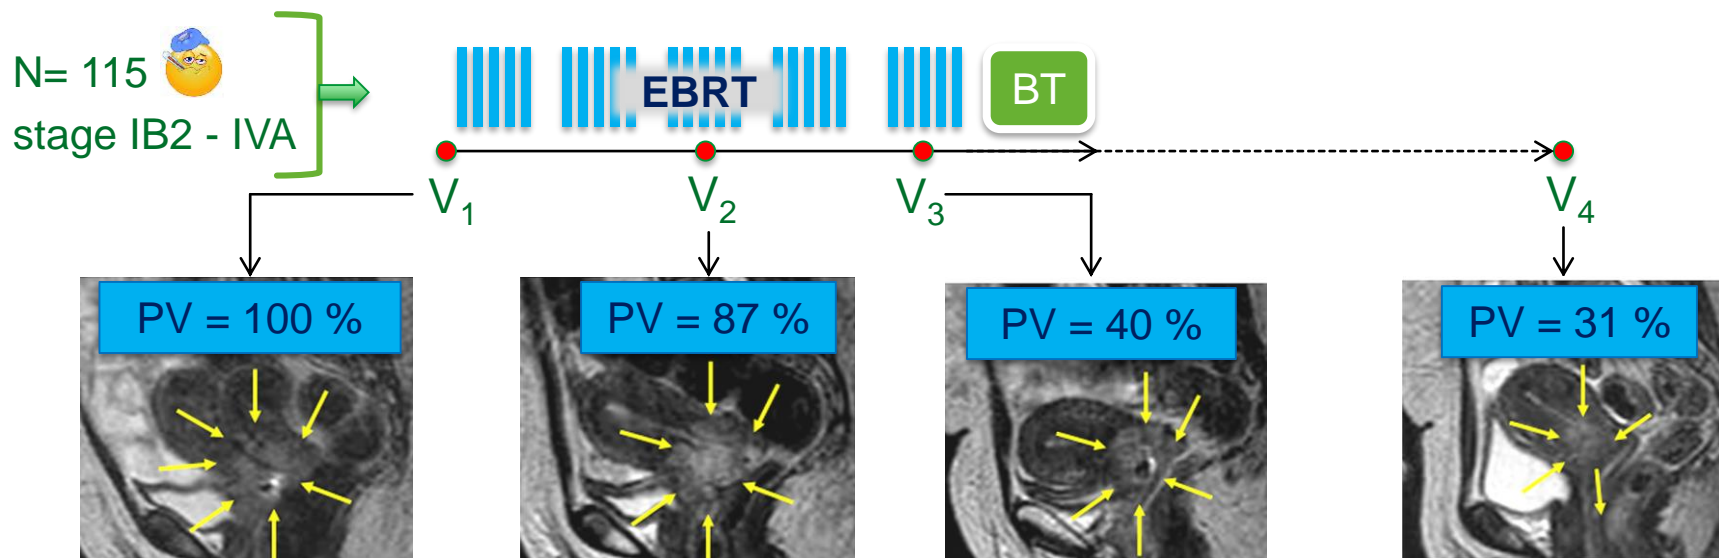 N= 115
stage IB2 - IVA
EBRT
BT
V₁
V₂
V₃
V₄
PV = 100 %
PV = 87 %
PV = 40 %
PV = 31 %